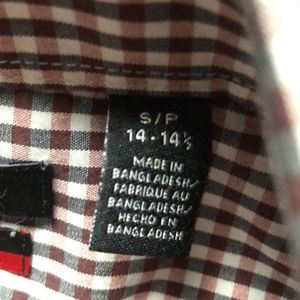 S/P
14-14½
MADE IN
BANGLADESH/
FABRIQUE AU
BANGLADESH/
HECHO EN
BANGLADESH